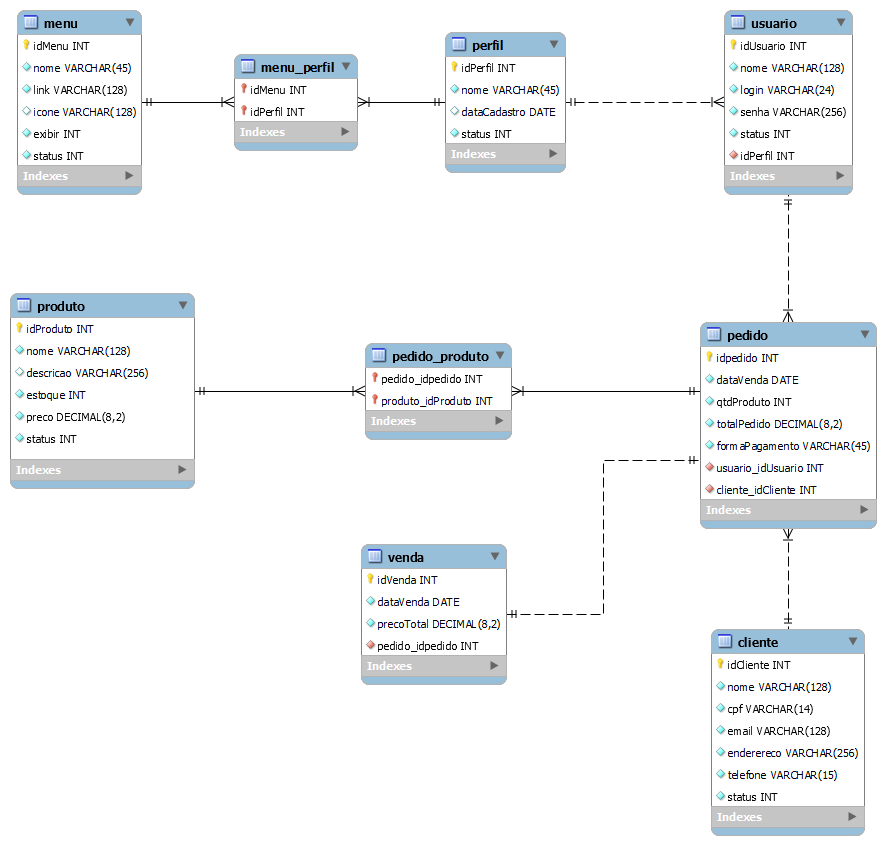 menu
idMenu INT
nome VARCHAR(45)
link VARCHAR(128)
icone VARCHAR(128)
exibir INT
status INT
Indexes
menu_perfil
idMenu INT
idPerfil INT
Indexes
perfil
idPerfil INT
nome VARCHAR(45)
dataCadastro DATE
status INT
Indexes
usuario
idUsuario INT
nome VARCHAR(128)
login VARCHAR(24)
senha VARCHAR(256)
status INT
idPerfil INT
Indexes
produto
idProduto INT
nome VARCHAR(128)
descricao VARCHAR(256)
estoque INT
preco DECIMAL(8,2)
status INT
Indexes
pedido_produto
pedido_idpedido INT
produto_idProduto INT
Indexes
pedido
idpedido INT
dataVenda DATE
qtdProduto INT
totalPedido DECIMAL(8,2)
formaPagamento VARCHAR(45)
usuario_idUsuario INT
cliente_idCliente INT
Indexes
venda
idVenda INT
dataVenda DATE
precoTotal DECIMAL(8,2)
pedido_idpedido INT
Indexes
cliente
idCliente INT
nome VARCHAR(128)
cpf VARCHAR(14)
email VARCHAR(128)
enderereco VARCHAR(256)
telefone VARCHAR(15)
status INT
Indexes